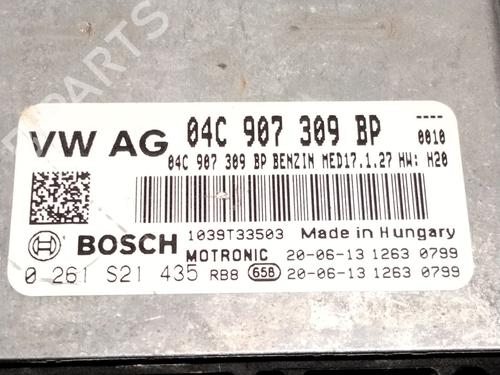 VW AG 04C 907 309 BP ---- 0010
04C 907 309 BP BENZIN MED17.1.27 HW: H20
BOSCH 1039T33503 Made in Hungary
MOTRONIC 20-06-13 1263 0799
0 261 S21 435 RBB 658 20-06-13 1263 0799
PARTS